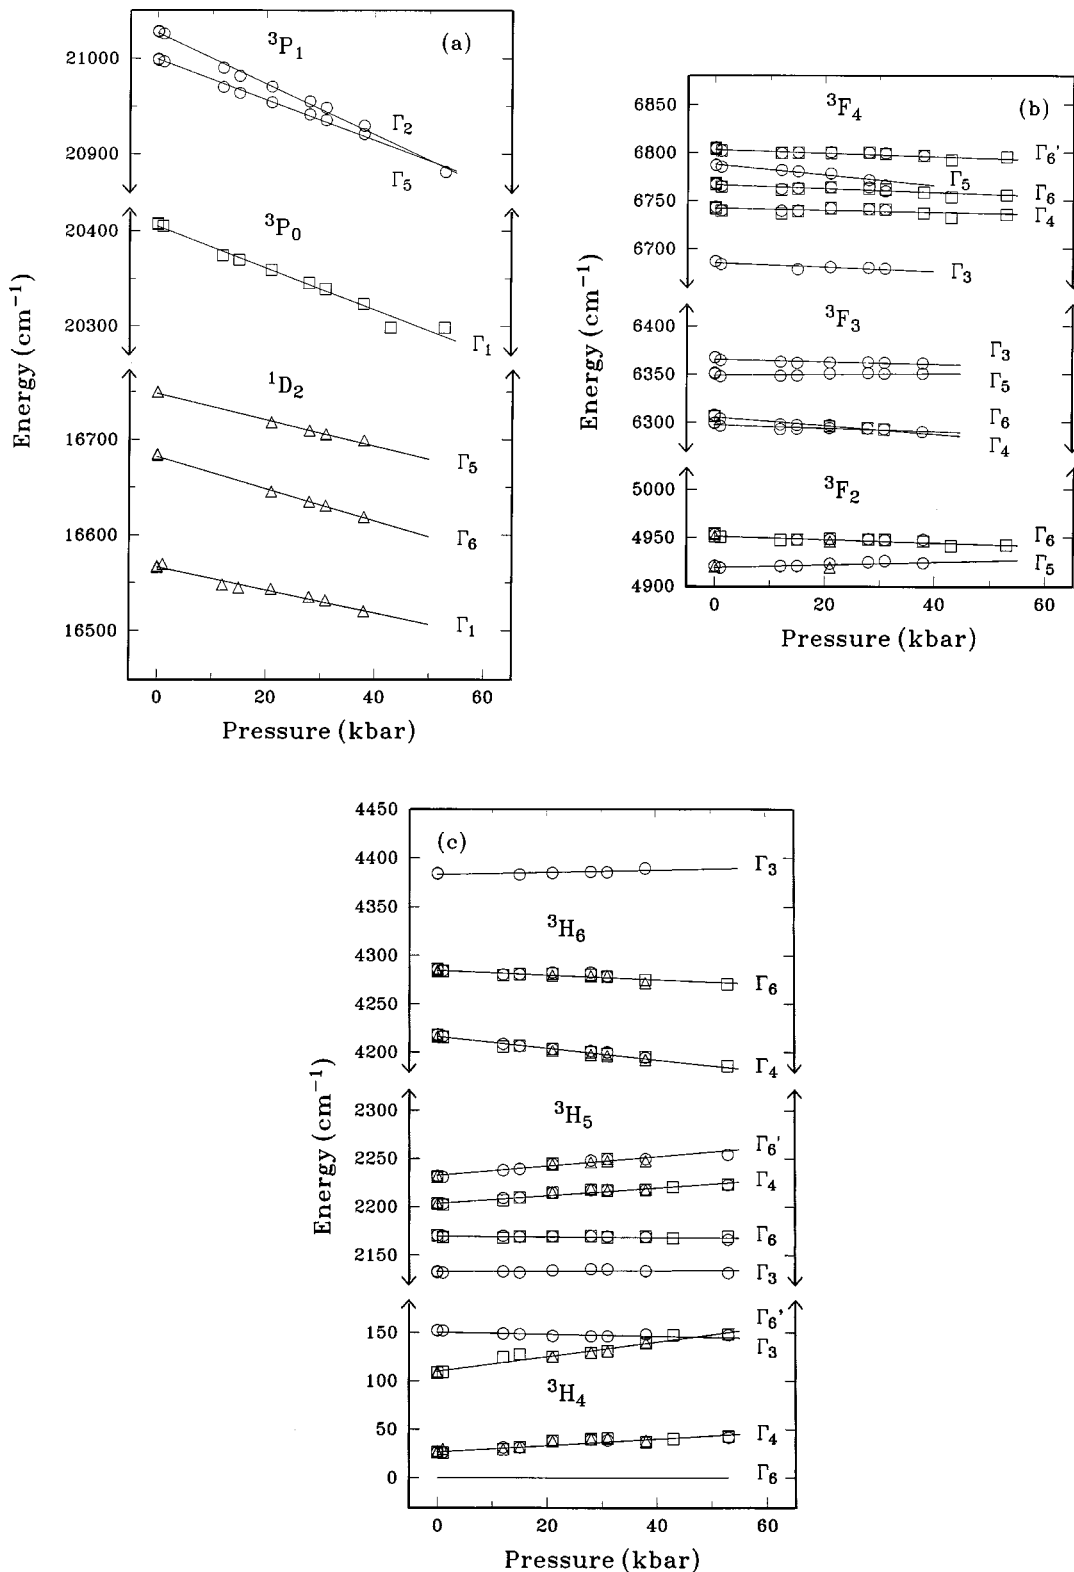 (a)
³P₁
21000
Γ₂
20900
Γ₅
³P₀
20400
20300
Γ₁
¹D₂
16700
Γ₅
16600
Γ₆
Γ₁
16500
Energy (cm⁻¹)
0 20 40 60
Pressure (kbar)
(b)
³F₄
6850
6800
Γ₆'
Γ₅
6750
Γ₆
Γ₄
6700
Γ₃
³F₃
6400
6350
Γ₃
Γ₅
6300
Γ₆
Γ₄
³F₂
5000
4950
Γ₆
Γ₅
4900
Energy (cm⁻¹)
0 20 40 60
Pressure (kbar)
(c)
4450
4400
Γ₃
4350
³H₆
4300
Γ₆
4250
4200
Γ₄
³H₅
2300
Γ₆'
2250
Γ₄
2200
Γ₆
2150
Γ₃
Γ₆'
150
Γ₃
100
³H₄
50
Γ₄
0
Γ₆
Energy (cm⁻¹)
0 20 40 60
Pressure (kbar)